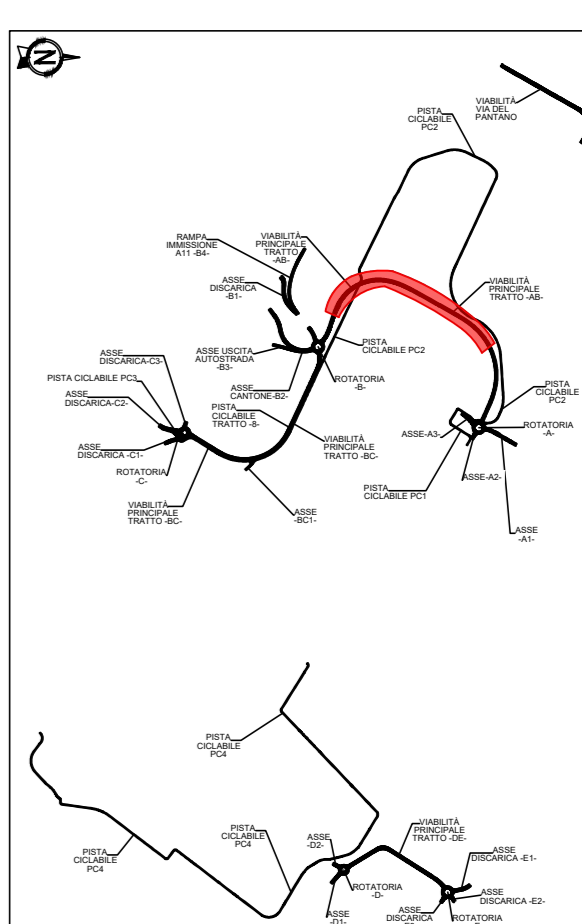 N
VIABILITÀ
VIA DEL
PANTANO
PISTA
CICLABILE
PC2
RAMPA
IMMISSIONE
A11 -B4-
VIABILITÀ
PRINCIPALE
TRATTO
-AB-
ASSE
DISCARICA
-B1-
VIABILITÀ
PRINCIPALE
TRATTO -AB-
ASSE USCITA
AUTOSTRADA
-B3-
PISTA
CICLABILE PC2
ASSE
DISCARICA-C3-
PISTA CICLABILE PC3
ASSE
DISCARICA-C2-
ASSE
CANTONE-B2-
ROTATORIA
-B-
PISTA
CICLABILE
PC2
PISTA
CICLABILE
TRATTO -8-
ASSE-A3-
ROTATORIA
-A-
ASSE
DISCARICA -C1-
VIABILITÀ
PRINCIPALE
TRATTO -BC-
ROTATORIA
-C-
ASSE-A2-
PISTA
CICLABILE PC1
VIABILITÀ
PRINCIPALE
TRATTO -BC-
ASSE
-BC1-
ASSE
-A1-
PISTA
CICLABILE
PC4
PISTA
CICLABILE
PC4
PISTA
CICLABILE
PC4
ASSE
-D2-
VIABILITÀ
PRINCIPALE
TRATTO -DE-
ASSE
DISCARICA -E1-
ROTATORIA
-D-
ASSE
DISCARICA -E2-
ASSE
-D1-
ASSE
DISCARICA
ROTATORIA